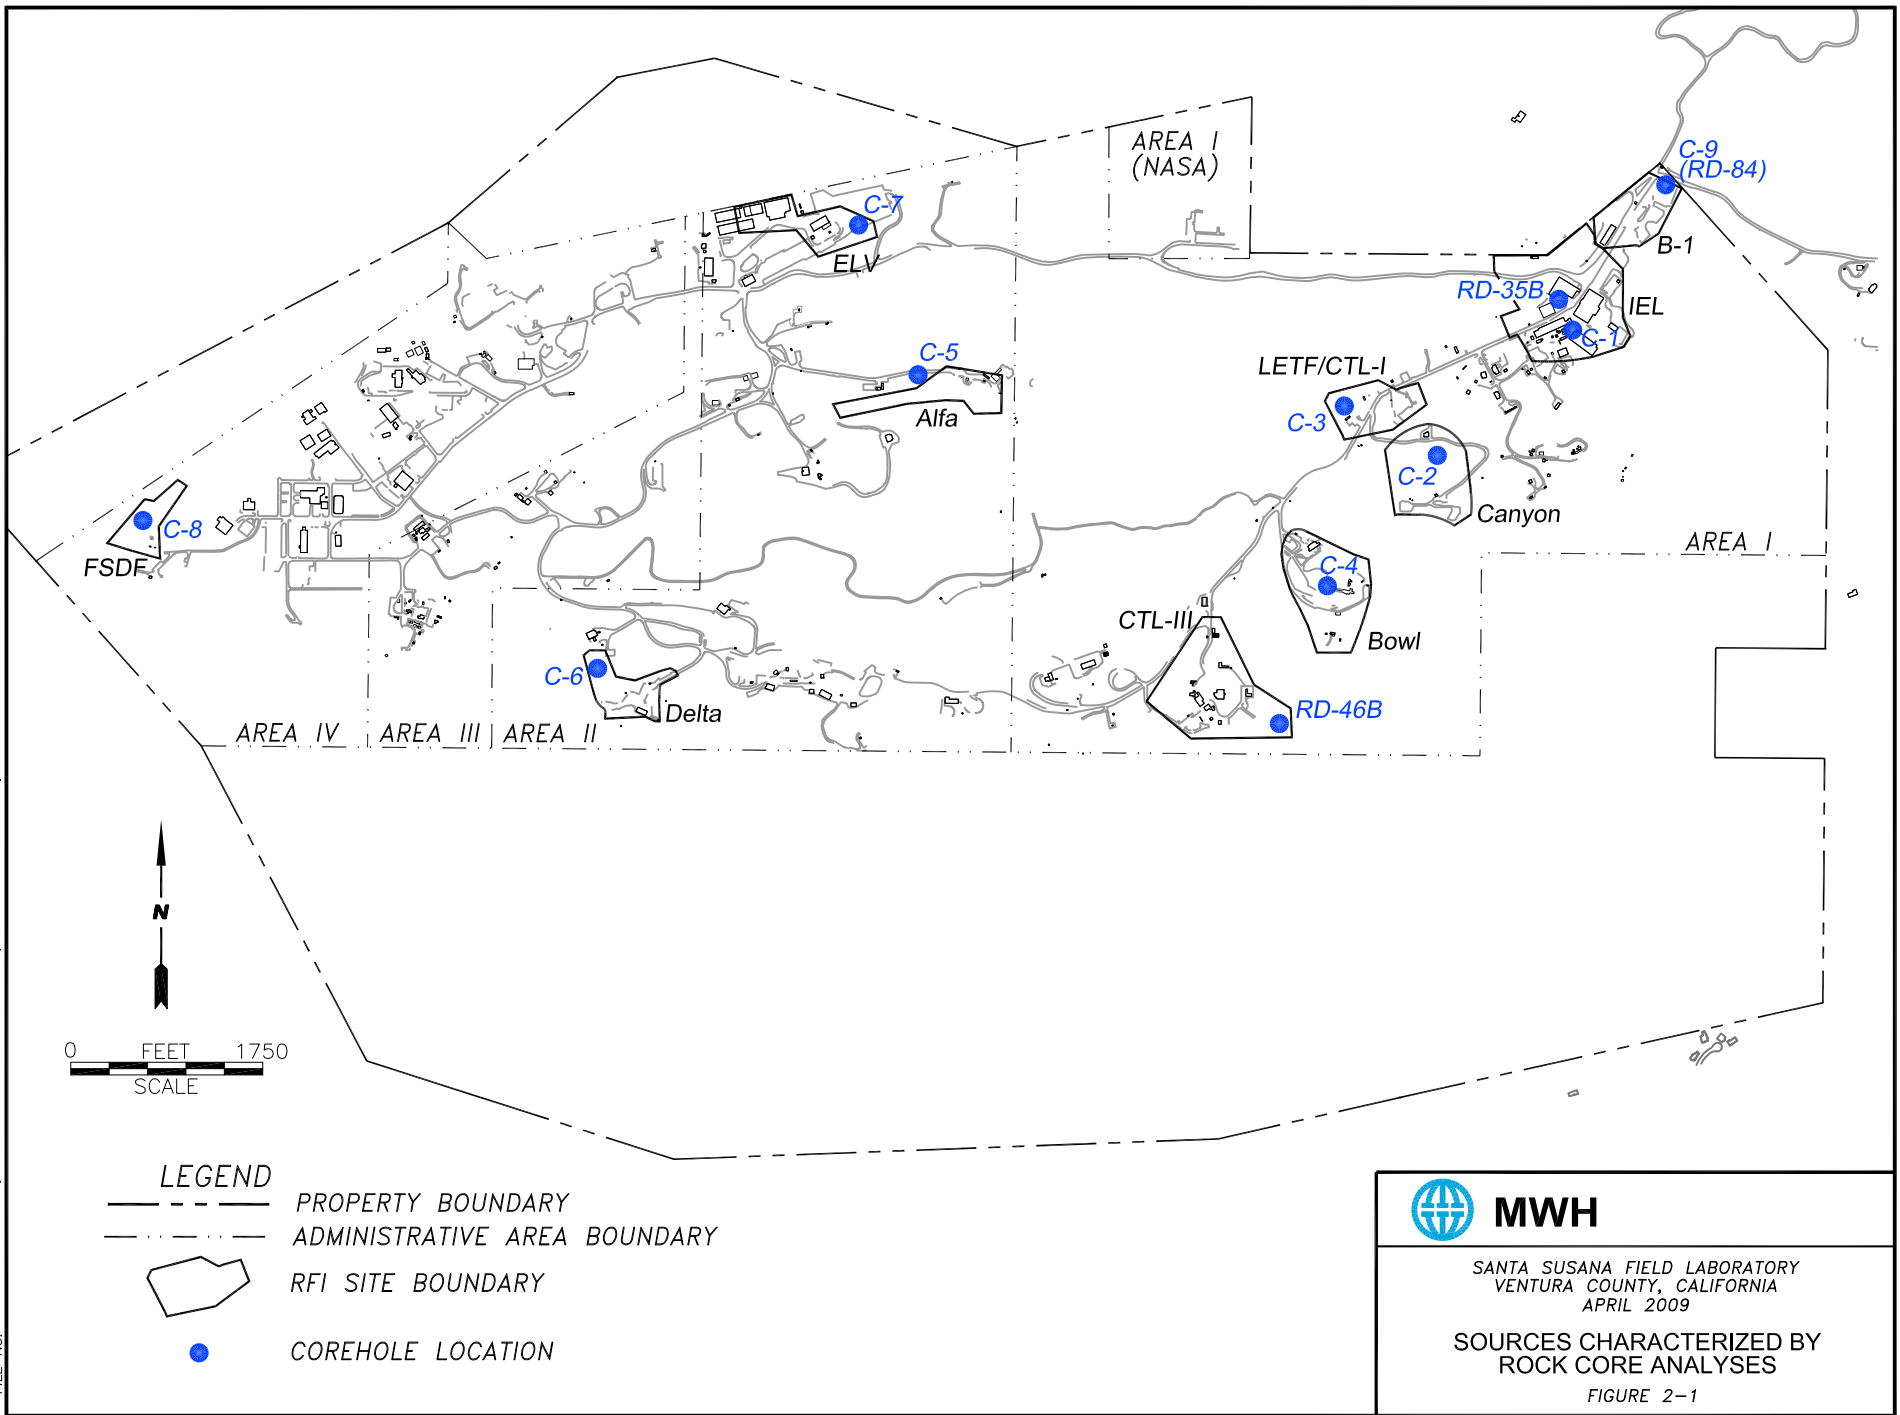 AREA I
(NASA)
C-9
(RD-84)
C-7
ELV
B-1
RD-35B
IEL
C-1
C-5
LETF/CTL-I
Alfa
C-3
C-2
Canyon
C-8
FSDF
AREA I
C-4
CTL-III
Bowl
C-6
Delta
RD-46B
AREA IV
AREA III
AREA II
N
0 FEET 1750
SCALE
LEGEND
PROPERTY BOUNDARY
ADMINISTRATIVE AREA BOUNDARY
RFI SITE BOUNDARY
COREHOLE LOCATION
MWH
SANTA SUSANA FIELD LABORATORY
VENTURA COUNTY, CALIFORNIA
APRIL 2009
SOURCES CHARACTERIZED BY
ROCK CORE ANALYSES
FIGURE 2-1